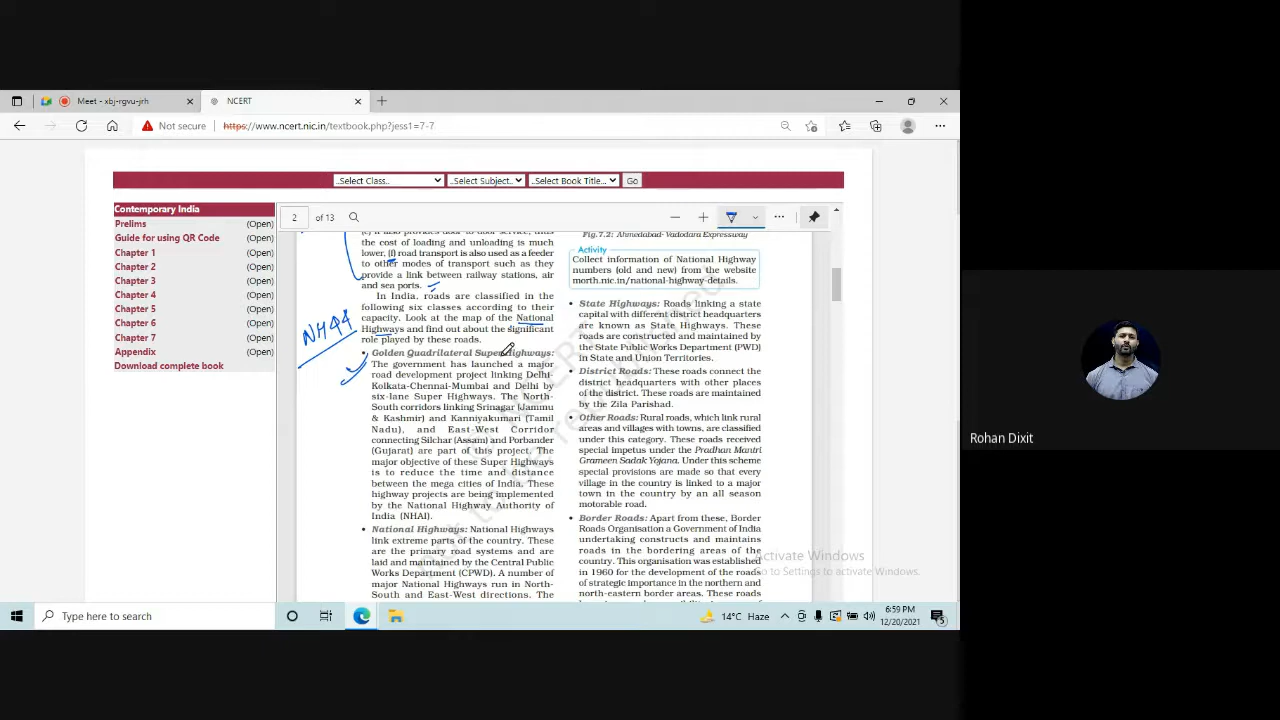 Meet - xbj-rgvu-jrh
NCERT
Not secure
https://www.ncert.nic.in/textbook.php?jess1=7-7
..Select Class..
..Select Subject..
..Select Book Title..
Go
Contemporary India
Prelims (Open)
Guide for using QR Code (Open)
Chapter 1 (Open)
Chapter 2 (Open)
Chapter 3 (Open)
Chapter 4 (Open)
Chapter 5 (Open)
Chapter 6 (Open)
Chapter 7 (Open)
Appendix (Open)
Download complete book
2 of 13
(e) it also provides door-to-door service, thus
the cost of loading and unloading is much
lower, (f) road transport is also used as a feeder
to other modes of transport such as they
provide a link between railway stations, air
and sea ports.
In India, roads are classified in the
following six classes according to their
capacity. Look at the map of the National
Highways and find out about the significant
role played by these roads.
NH44
• Golden Quadrilateral Super Highways:
The government has launched a major
road development project linking Delhi-
Kolkata-Chennai-Mumbai and Delhi by
six-lane Super Highways. The North-
South corridors linking Srinagar (Jammu
& Kashmir) and Kanniyakumari (Tamil
Nadu), and East-West Corridor
connecting Silchar (Assam) and Porbander
(Gujarat) are part of this project. The
major objective of these Super Highways
is to reduce the time and distance
between the mega cities of India. These
highway projects are being implemented
by the National Highway Authority of
India (NHAI).
• National Highways: National Highways
link extreme parts of the country. These
are the primary road systems and are
laid and maintained by the Central Public
Works Department (CPWD). A number of
major National Highways run in North-
South and East-West directions. The
Fig.7.2: Ahmedabad- Vadodara Expressway
Activity
Collect information of National Highway
numbers (old and new) from the website
morth.nic.in/national-highway-details.
• State Highways: Roads linking a state
capital with different district headquarters
are known as State Highways. These
roads are constructed and maintained by
the State Public Works Department (PWD)
in State and Union Territories.
• District Roads: These roads connect the
district headquarters with other places
of the district. These roads are maintained
by the Zila Parishad.
• Other Roads: Rural roads, which link rural
areas and villages with towns, are classified
under this category. These roads received
special impetus under the Pradhan Mantri
Grameen Sadak Yojana. Under this scheme
special provisions are made so that every
village in the country is linked to a major
town in the country by an all season
motorable road.
• Border Roads: Apart from these, Border
Roads Organisation a Government of India
undertaking constructs and maintains
roads in the bordering areas of the
country. This organisation was established
in 1960 for the development of the roads
of strategic importance in the northern and
north-eastern border areas. These roads
Activate Windows
Go to Settings to activate Windows.
Rohan Dixit
Type here to search
14°C Haze
6:59 PM
12/20/2021
5